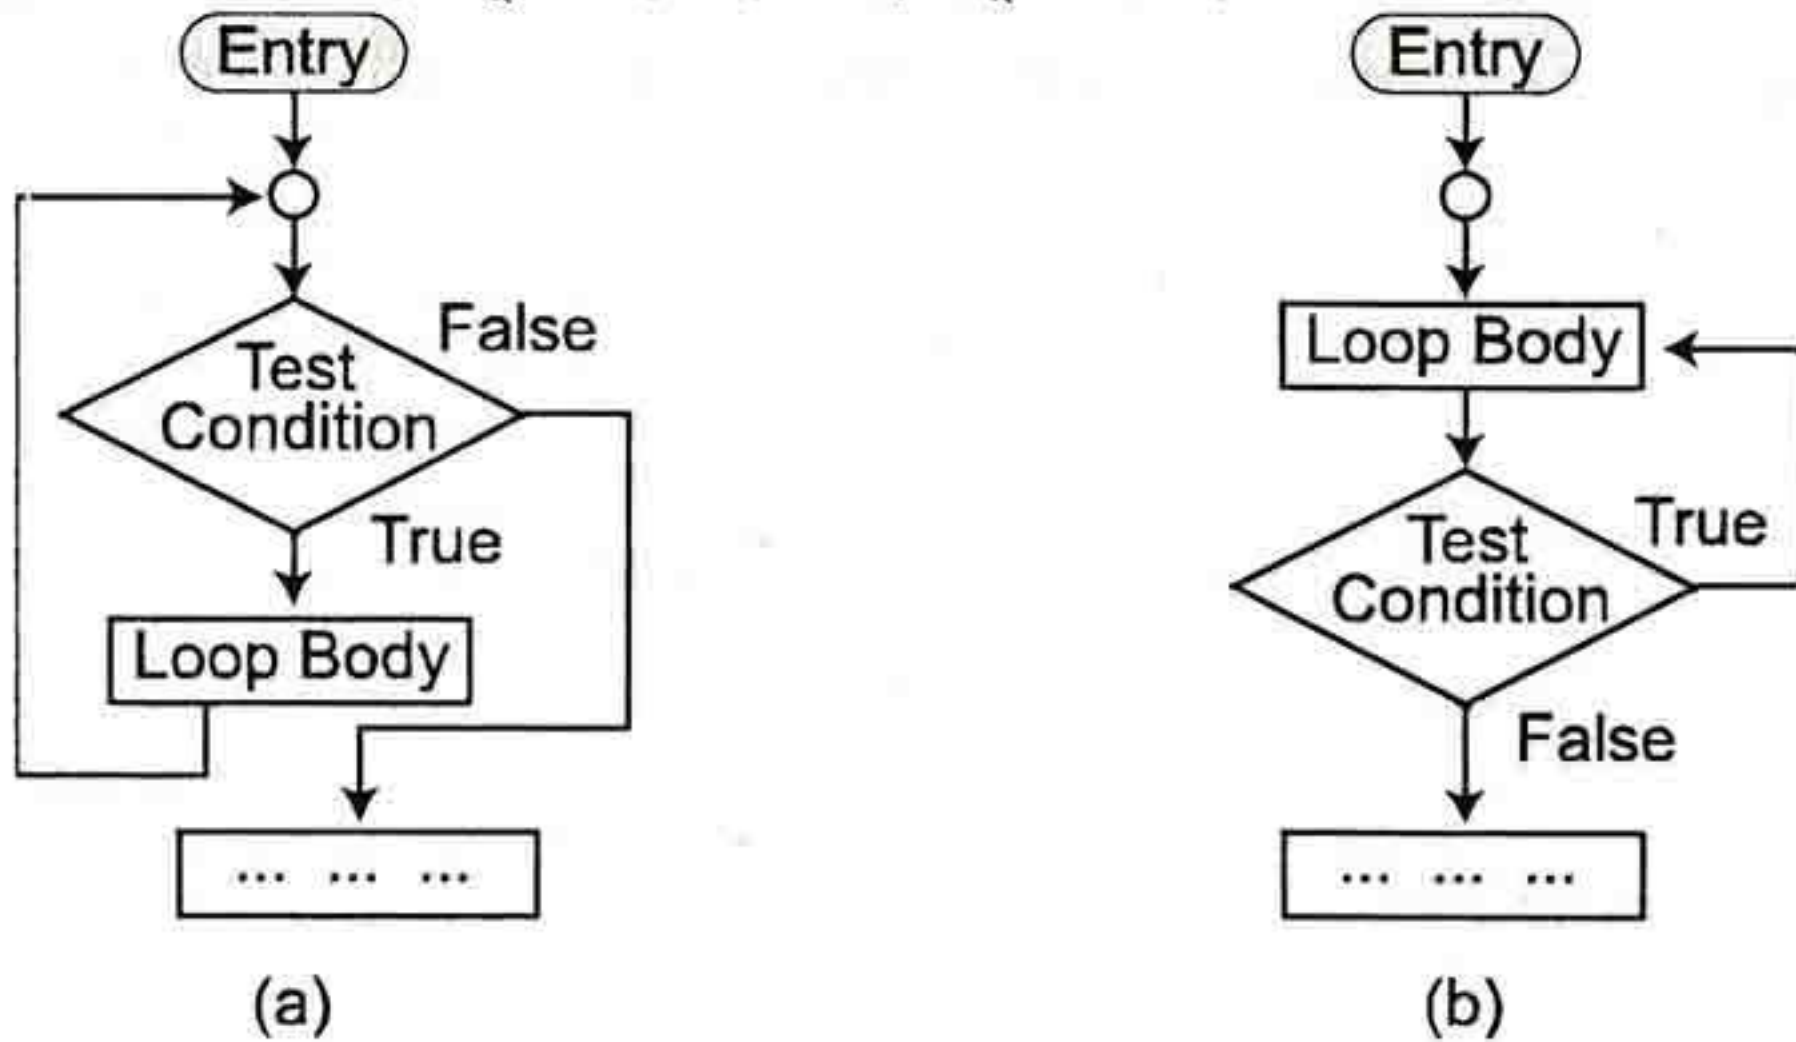 Entry
False
Test
Condition
True
Loop Body
... ... ...
(a)
Entry
Loop Body
Test
Condition
True
False
... ... ...
(b)